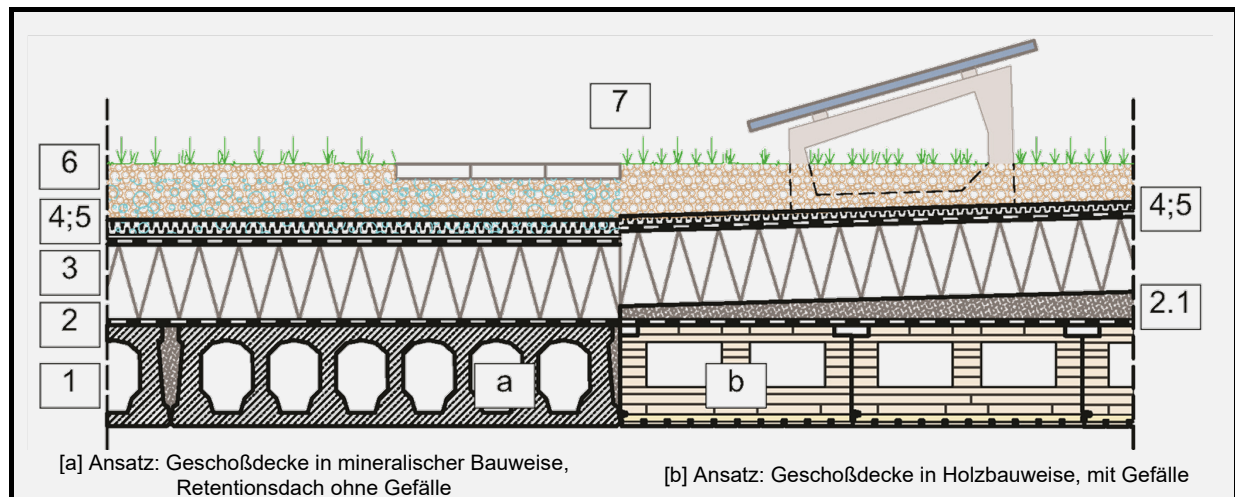 7
6
4;5
4;5
3
2.1
2
1
a
b
[a] Ansatz: Geschoßdecke in mineralischer Bauweise,
Retentionsdach ohne Gefälle
[b] Ansatz: Geschoßdecke in Holzbauweise, mit Gefälle